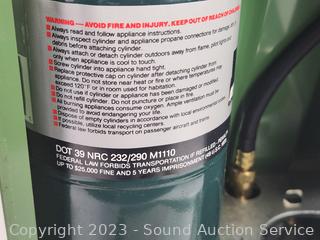 WARNING — AVOID FIRE AND INJURY. KEEP OUT OF REACH OF CHILDREN
Always read and follow appliance instructions.
Always inspect cylinder and appliance propane connections for damage, dirt,
debris before attaching cylinder.
Always attach or detach cylinder outdoors away from flame, pilot lights and
only when appliance is cool to touch.
Screw cylinder into appliance hand tight.
Replace protective cap on cylinder after detaching cylinder from
appliance. Do not store near heat or fire or where temperature will
exceed 120°F or in room used for habitation.
Do not use if cylinder or appliance has been damaged or modified.
Do not refill cylinder. Do not puncture or place in fire.
All burning appliances consume oxygen. Ample ventilation must be
provided to avoid endangering your life.
Dispose of empty cylinders in accordance with local environmental codes.
utilize local recycling centers.
Federal law forbids transport on passenger aircraft and trains.
DOT 39 NRC 232/290 M1110
FEDERAL LAW FORBIDS TRANSPORTATION IF REFILLED-
UP TO $25,000 FINE AND 5 YEARS IMPRISONMENT
Copyright 2023 - Sound Auction Service